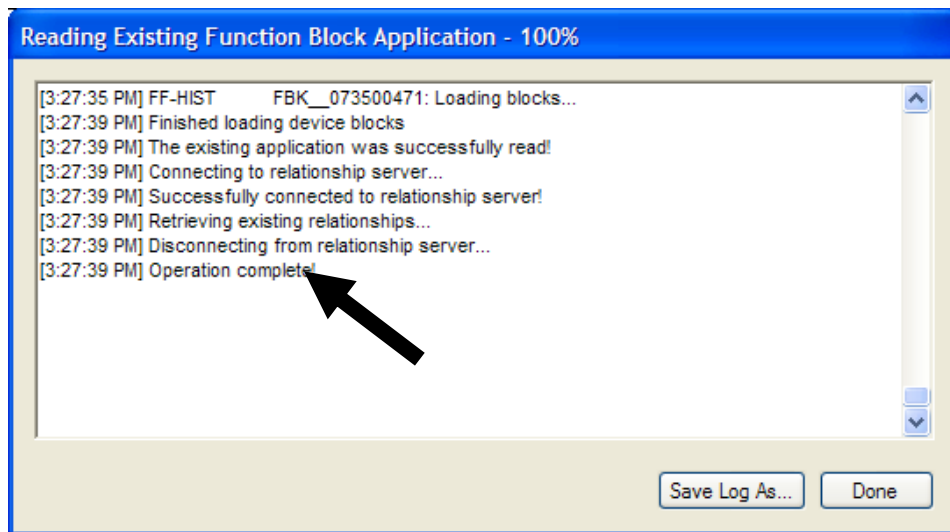 Reading Existing Function Block Application - 100%
[3:27:35 PM] FF-HIST FBK__073500471: Loading blocks...
[3:27:39 PM] Finished loading device blocks
[3:27:39 PM] The existing application was successfully read!
[3:27:39 PM] Connecting to relationship server...
[3:27:39 PM] Successfully connected to relationship server!
[3:27:39 PM] Retrieving existing relationships...
[3:27:39 PM] Disconnecting from relationship server...
[3:27:39 PM] Operation complete!
Save Log As... Done